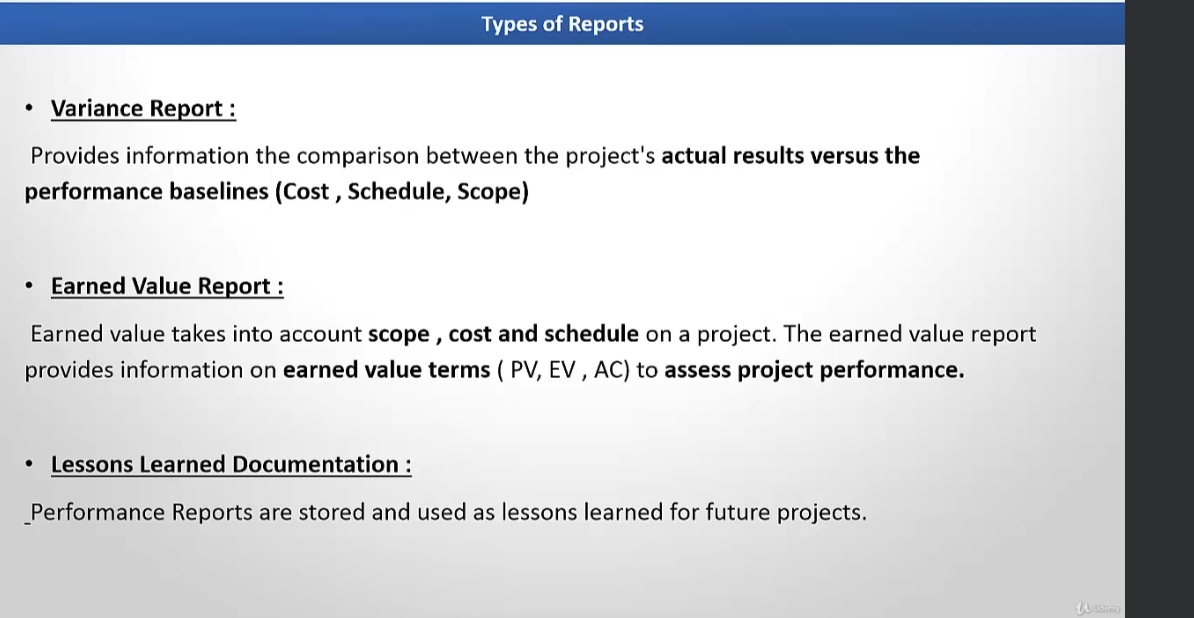 Types of Reports
• Variance Report :
Provides information the comparison between the project's actual results versus the
performance baselines (Cost , Schedule, Scope)
• Earned Value Report :
Earned value takes into account scope , cost and schedule on a project. The earned value report
provides information on earned value terms ( PV, EV , AC) to assess project performance.
• Lessons Learned Documentation :
_Performance Reports are stored and used as lessons learned for future projects.
Udemy